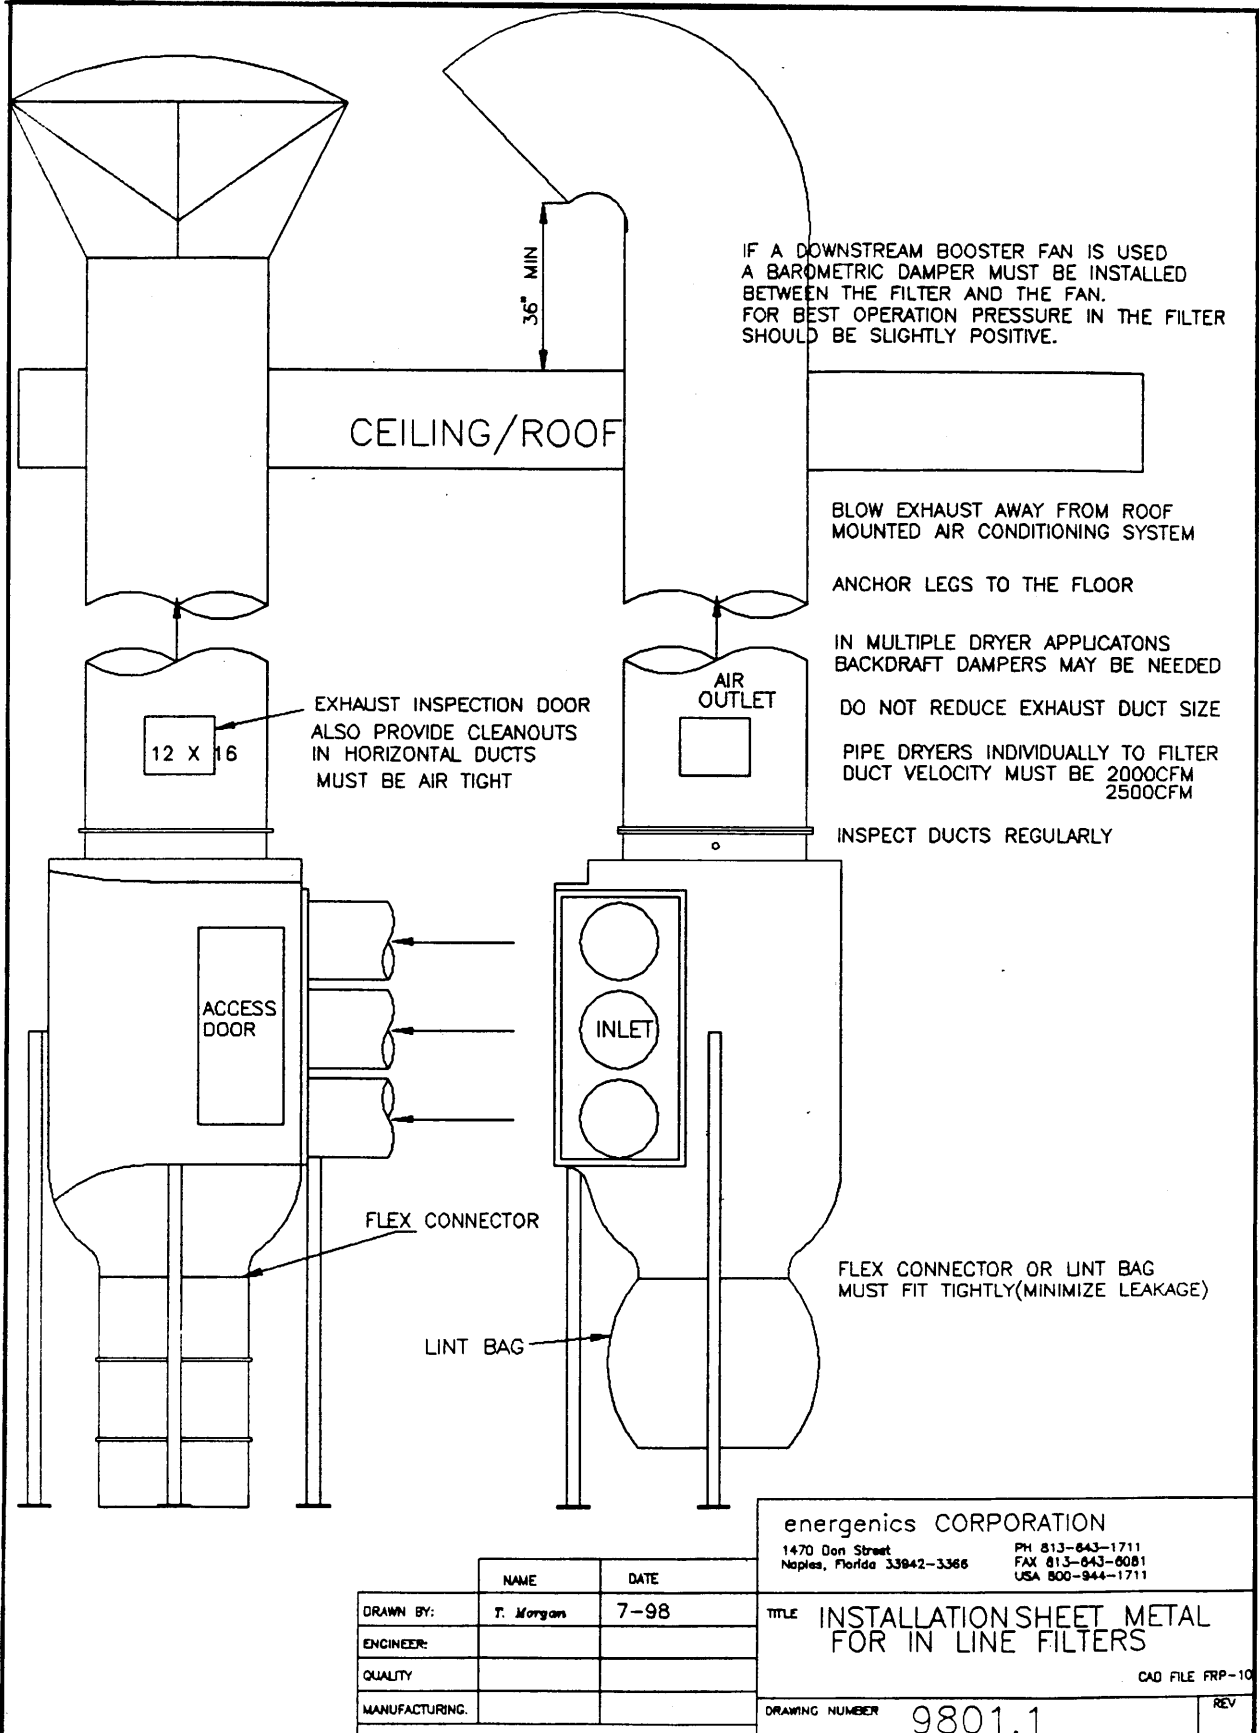 IF A DOWNSTREAM BOOSTER FAN IS USED
A BAROMETRIC DAMPER MUST BE INSTALLED
BETWEEN THE FILTER AND THE FAN.
FOR BEST OPERATION PRESSURE IN THE FILTER
SHOULD BE SLIGHTLY POSITIVE.
36" MIN
CEILING/ROOF
BLOW EXHAUST AWAY FROM ROOF
MOUNTED AIR CONDITIONING SYSTEM
ANCHOR LEGS TO THE FLOOR
IN MULTIPLE DRYER APPLICATONS
BACKDRAFT DAMPERS MAY BE NEEDED
DO NOT REDUCE EXHAUST DUCT SIZE
PIPE DRYERS INDIVIDUALLY TO FILTER
DUCT VELOCITY MUST BE 2000CFM
2500CFM
INSPECT DUCTS REGULARLY
EXHAUST INSPECTION DOOR
ALSO PROVIDE CLEANOUTS
IN HORIZONTAL DUCTS
MUST BE AIR TIGHT
12 X 16
AIR
OUTLET
ACCESS
DOOR
INLET
FLEX CONNECTOR
LINT BAG
FLEX CONNECTOR OR LINT BAG
MUST FIT TIGHTLY(MINIMIZE LEAKAGE)
energenics CORPORATION
1470 Don Street
Naples, Florida 33942-3366
PH 813-643-1711
FAX 813-643-6081
USA 800-944-1711
NAME DATE
DRAWN BY: T. Morgan 7-98
ENGINEER:
QUALITY
MANUFACTURING.
TITLE INSTALLATION SHEET METAL
FOR IN LINE FILTERS
CAD FILE FRP-10
DRAWING NUMBER 9801.1
REV